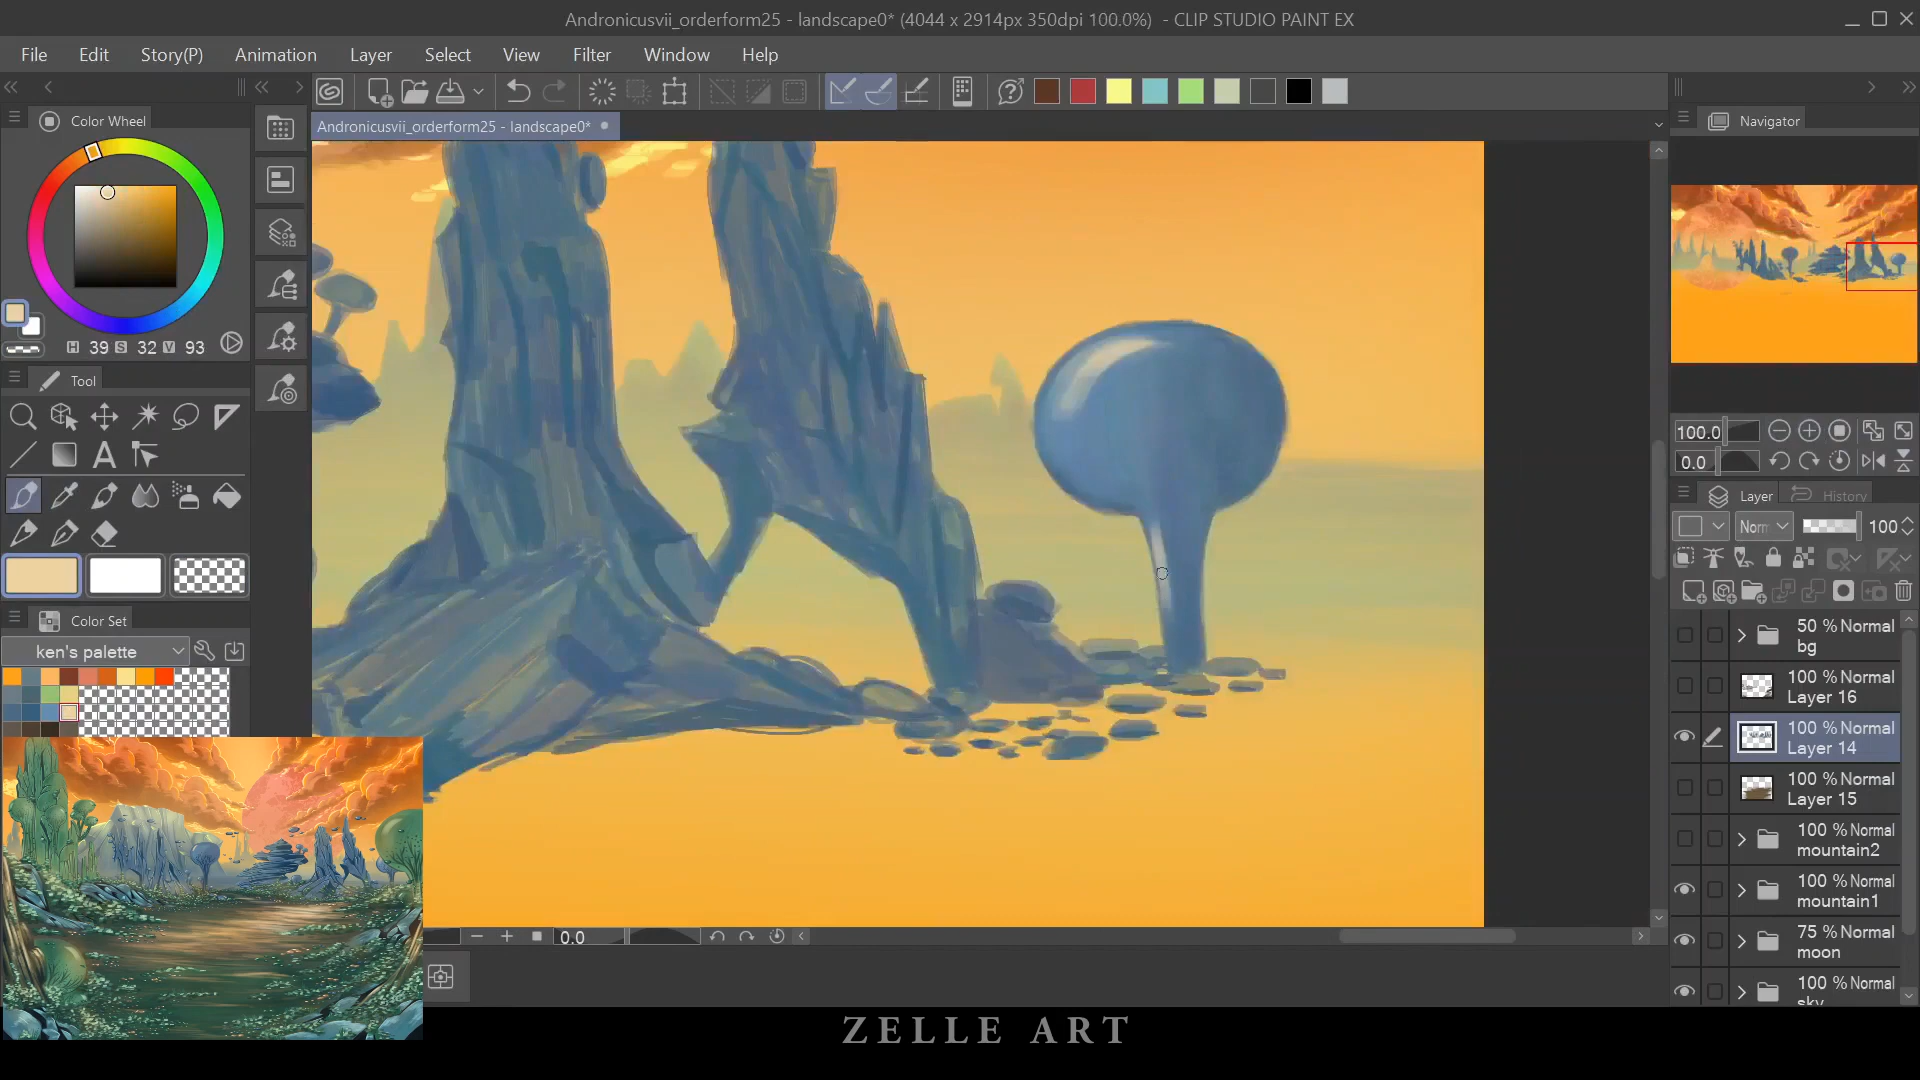 Andronicusvii_orderform25 - landscape0* (4044 x 2914px 350dpi 100.0%) - CLIP STUDIO PAINT EX
File Edit Story(P) Animation Layer Select View Filter Window Help
Andronicusvii_orderform25 - landscape0*
Color Wheel
H 39 S 32 V 93
Tool
A
Color Set
ken's palette
0.0
Navigator
100.0
0.0
Layer History
Norm 100
50 % Normal
bg
100 % Normal
Layer 16
100 % Normal
Layer 14
100 % Normal
Layer 15
100 % Normal
mountain2
100 % Normal
mountain1
75 % Normal
moon
100 % Normal
sky
ZELLE ART